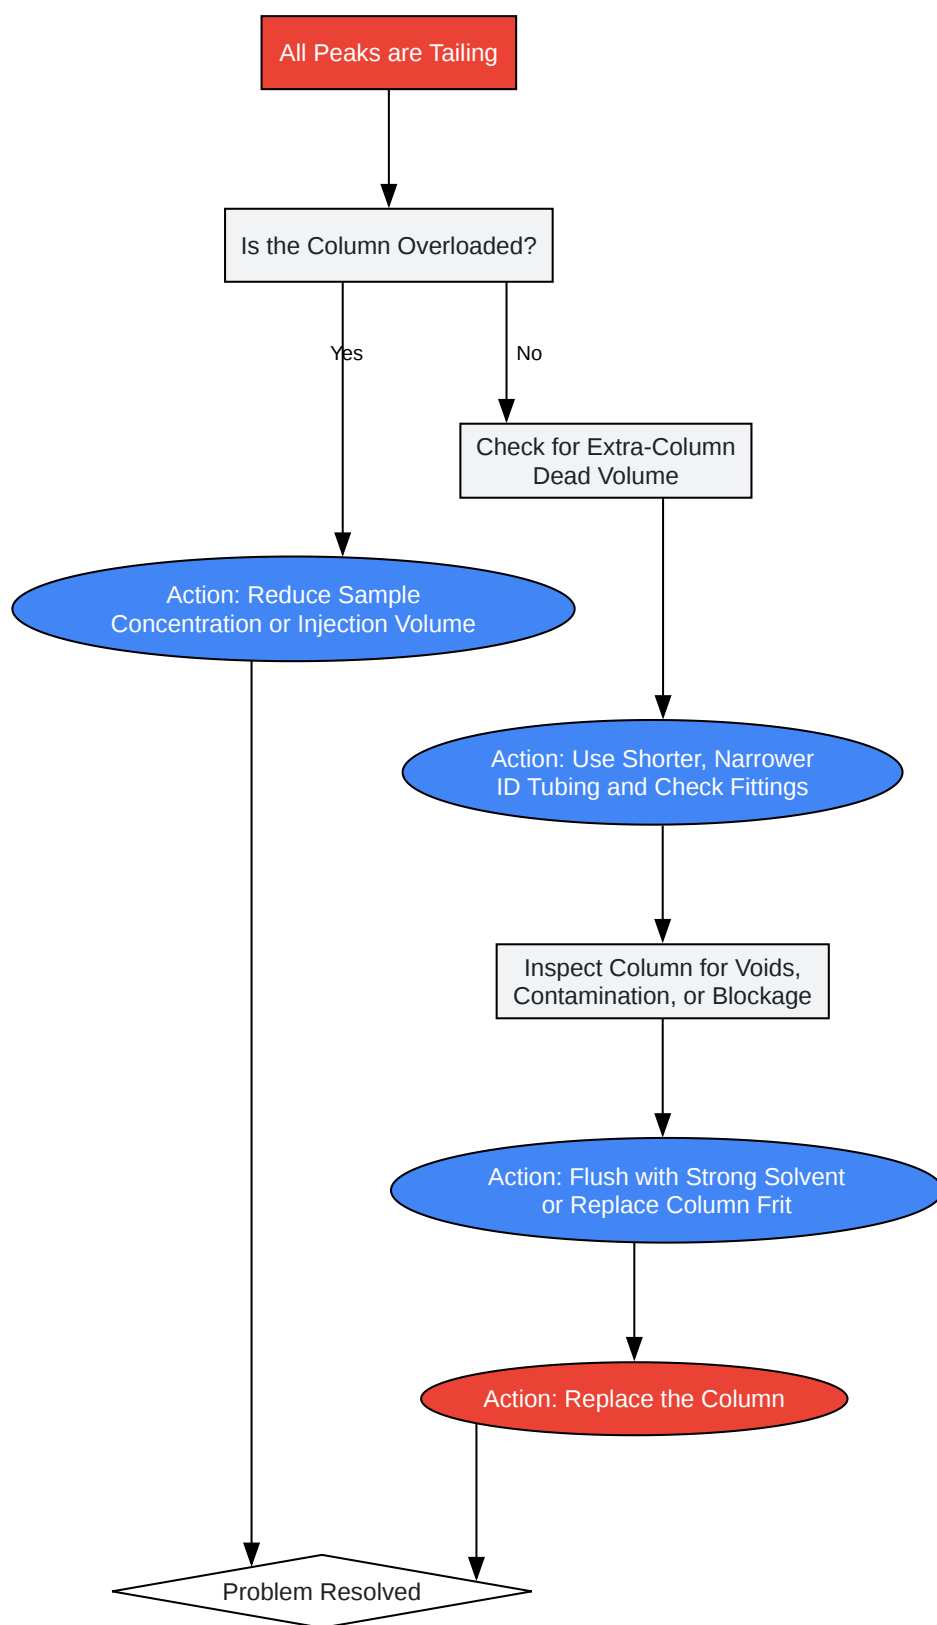 All Peaks are Tailing
Is the Column Overloaded?
Yes
No
Check for Extra-Column
Dead Volume
Action: Reduce Sample
Concentration or Injection Volume
Action: Use Shorter, Narrower
ID Tubing and Check Fittings
Inspect Column for Voids,
Contamination, or Blockage
Action: Flush with Strong Solvent
or Replace Column Frit
Action: Replace the Column
Problem Resolved